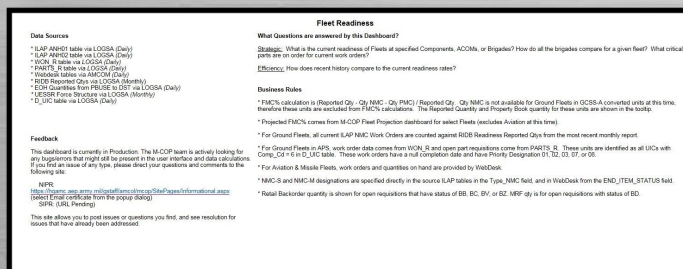 Fleet Readiness
Data Sources
* ILAP ANH01 table via LOGSA (Daily)
* ILAP ANH02 table via LOGSA (Daily)
* WON_R table via LOGSA (Daily)
* PARTS_R table via LOGSA (Daily)
* Webdesk tables via AMCOM (Daily)
* RIDB Reported Qtys via LOGSA (Monthly)
* EOH Quantities from PBUSE to DST via LOGSA (Daily)
* UESSR Force Structure via LOGSA (Monthly)
* D_UIC table via LOGSA (Daily)
Feedback
This dashboard is currently in Production. The M-COP team is actively looking for
any bugs/errors that might still be present in the user interface and data calculations.
If you find an issue of any type, please direct your questions and comments to the
following site:
NIPR:
https://hqamc.aep.army.mil/gstaff/amcol/mcop/SitePages/Informational.aspx
(select Email certificate from the popup dialog)
SIPR: (URL Pending)
This site allows you to post issues or questions you find, and see resolution for
issues that have already been addressed.
What Questions are answered by this Dashboard?
Strategic: What is the current readiness of Fleets at specified Components, ACOMs, or Brigades? How do all the brigades compare for a given fleet? What critical
parts are on order for current work orders?
Efficiency: How does recent history compare to the current readiness rates?
Business Rules
* FMC% calculation is (Reported Qty - Qty NMC - Qty PMC) / Reported Qty. Qty NMC is not available for Ground Fleets in GCSS-A converted units at this time,
therefore these units are excluded from FMC% calculations. The Reported Quantity and Property Book quantity for these units are shown in the tooltip.
* Projected FMC% comes from M-COP Fleet Projection dashboard for select Fleets (excludes Aviation at this time).
* For Ground Fleets, all current ILAP NMC Work Orders are counted against RIDB Readiness Reported Qtys from the most recent monthly report.
* For Ground Fleets in APS, work order data comes from WON_R and open part requisitions come from PARTS_R. These units are identified as all UICs with
Comp_Cd = 6 in D_UIC table. These work orders have a null completion date and have Priority Designation 01, 02, 03, 07, or 08.
* For Aviation & Missile Fleets, work orders and quantities on hand are provided by WebDesk.
* NMC-S and NMC-M designations are specified directly in the source ILAP tables in the Type_NMC field, and in WebDesk from the END_ITEM_STATUS field.
* Retail Backorder quantity is shown for open requisitions that have status of BB, BC, BV, or BZ. MRF qty is for open requisitions with status of BD.